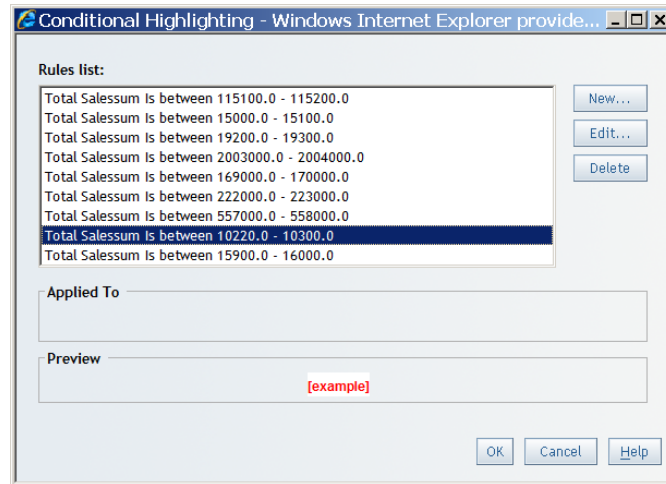 Conditional Highlighting - Windows Internet Explorer provide...
Rules list:
Total Salessum Is between 115100.0 - 115200.0
Total Salessum Is between 15000.0 - 15100.0
Total Salessum Is between 19200.0 - 19300.0
Total Salessum Is between 2003000.0 - 2004000.0
Total Salessum Is between 169000.0 - 170000.0
Total Salessum Is between 222000.0 - 223000.0
Total Salessum Is between 557000.0 - 558000.0
Total Salessum Is between 10220.0 - 10300.0
Total Salessum Is between 15900.0 - 16000.0
New...
Edit...
Delete
Applied To
Preview
[example]
OK Cancel Help